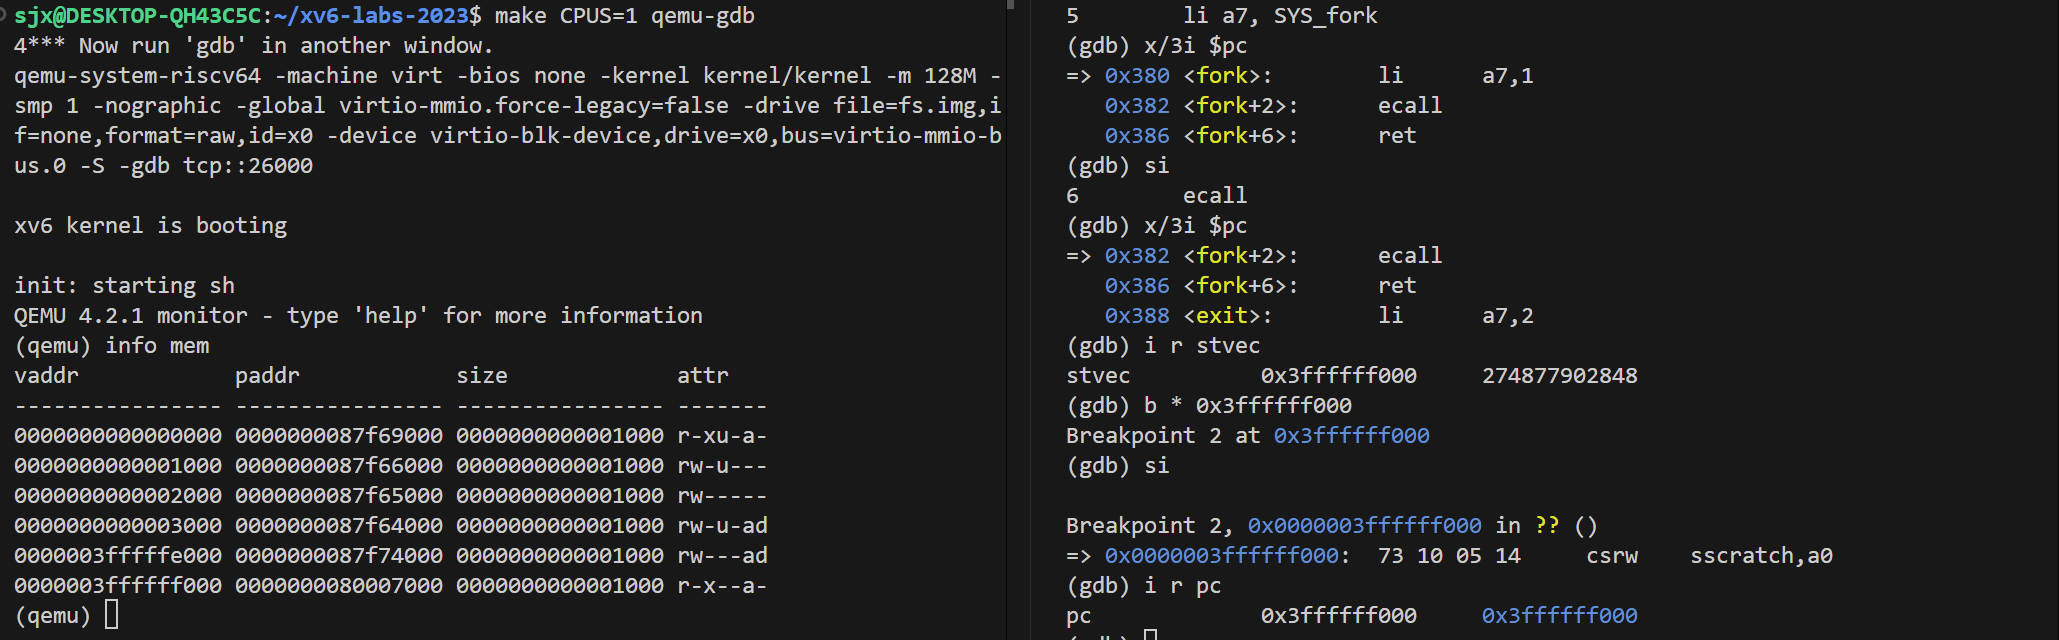 sjx@DESKTOP-QH43C5C:~/xv6-labs-2023$ make CPUS=1 qemu-gdb
4*** Now run 'gdb' in another window.
qemu-system-riscv64 -machine virt -bios none -kernel kernel/kernel -m 128M -
smp 1 -nographic -global virtio-mmio.force-legacy=false -drive file=fs.img,i
f=none,format=raw,id=x0 -device virtio-blk-device,drive=x0,bus=virtio-mmio-b
us.0 -S -gdb tcp::26000

xv6 kernel is booting

init: starting sh
QEMU 4.2.1 monitor - type 'help' for more information
(qemu) info mem
vaddr            paddr            size             attr
---------------- ---------------- ---------------- -------
0000000000000000 0000000087f69000 0000000000001000 r-xu-a-
0000000000001000 0000000087f66000 0000000000001000 rw-u---
0000000000002000 0000000087f65000 0000000000001000 rw-----
0000000000003000 0000000087f64000 0000000000001000 rw-u-ad
0000003fffffe000 0000000087f74000 0000000000001000 rw---ad
0000003ffffff000 0000000080007000 0000000000001000 r-x--a-
(qemu)
5        li a7, SYS_fork
(gdb) x/3i $pc
=> 0x380 <fork>:        li      a7,1
   0x382 <fork+2>:      ecall
   0x386 <fork+6>:      ret
(gdb) si
6        ecall
(gdb) x/3i $pc
=> 0x382 <fork+2>:      ecall
   0x386 <fork+6>:      ret
   0x388 <exit>:        li      a7,2
(gdb) i r stvec
stvec          0x3ffffff000     274877902848
(gdb) b * 0x3ffffff000
Breakpoint 2 at 0x3ffffff000
(gdb) si

Breakpoint 2, 0x0000003ffffff000 in ?? ()
=> 0x0000003ffffff000:  73 10 05 14     csrw    sscratch,a0
(gdb) i r pc
pc             0x3ffffff000     0x3ffffff000